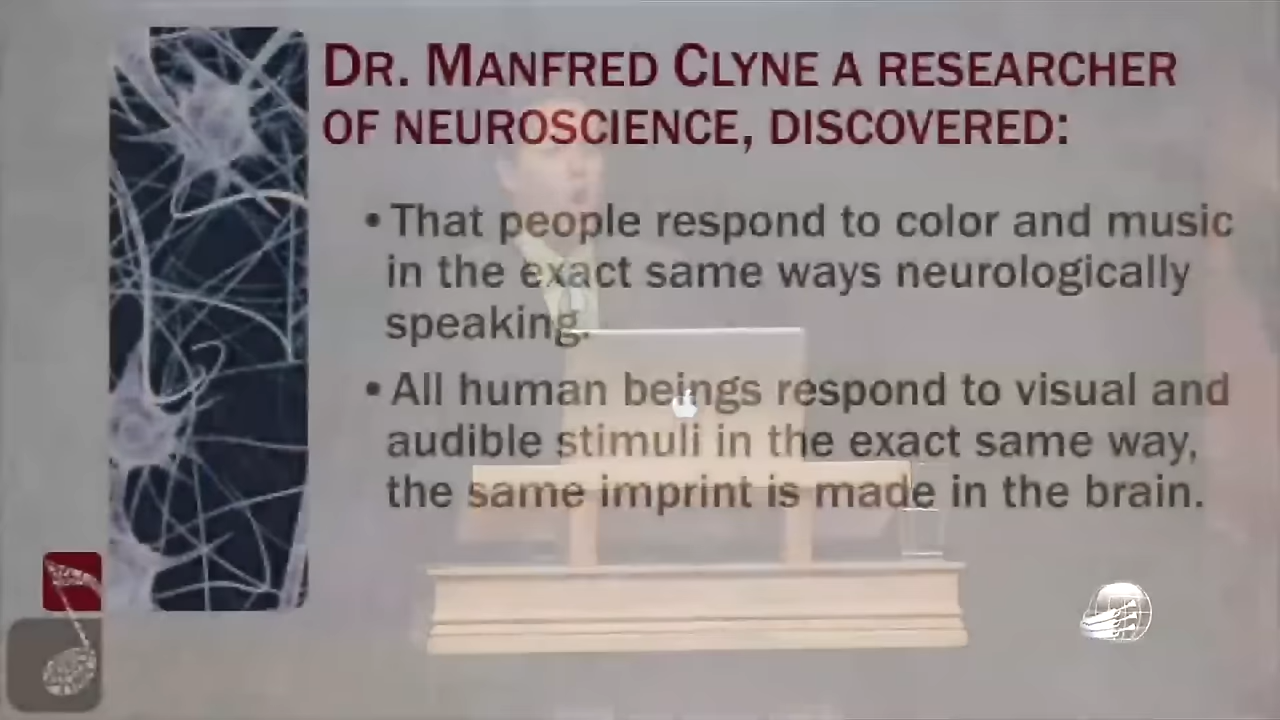 DR. MANFRED CLYNE A RESEARCHER
OF NEUROSCIENCE, DISCOVERED:
• That people respond to color and music
in the exact same ways neurologically
speaking.
• All human beings respond to visual and
audible stimuli in the exact same way,
the same imprint is made in the brain.